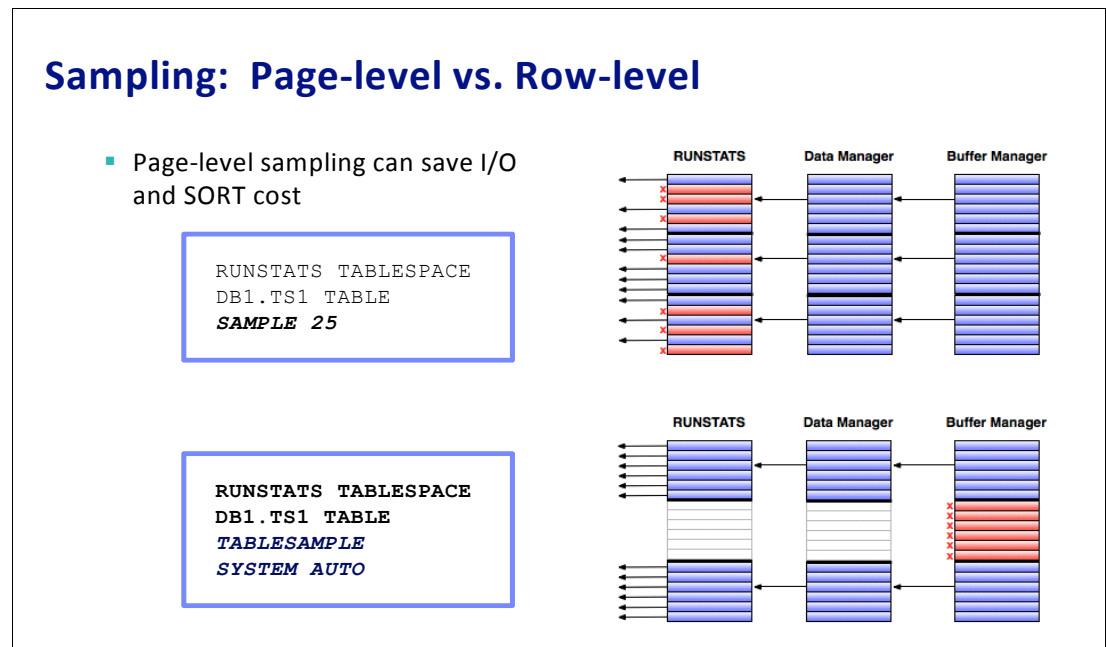 Sampling: Page-level vs. Row-level
Page-level sampling can save I/O
and SORT cost
RUNSTATS TABLESPACE
DB1.TS1 TABLE
SAMPLE 25
RUNSTATS Data Manager Buffer Manager
x
x
x
x
x
x
x
RUNSTATS TABLESPACE
DB1.TS1 TABLE
TABLESAMPLE
SYSTEM AUTO
RUNSTATS Data Manager Buffer Manager
x
x
x
x
x
x